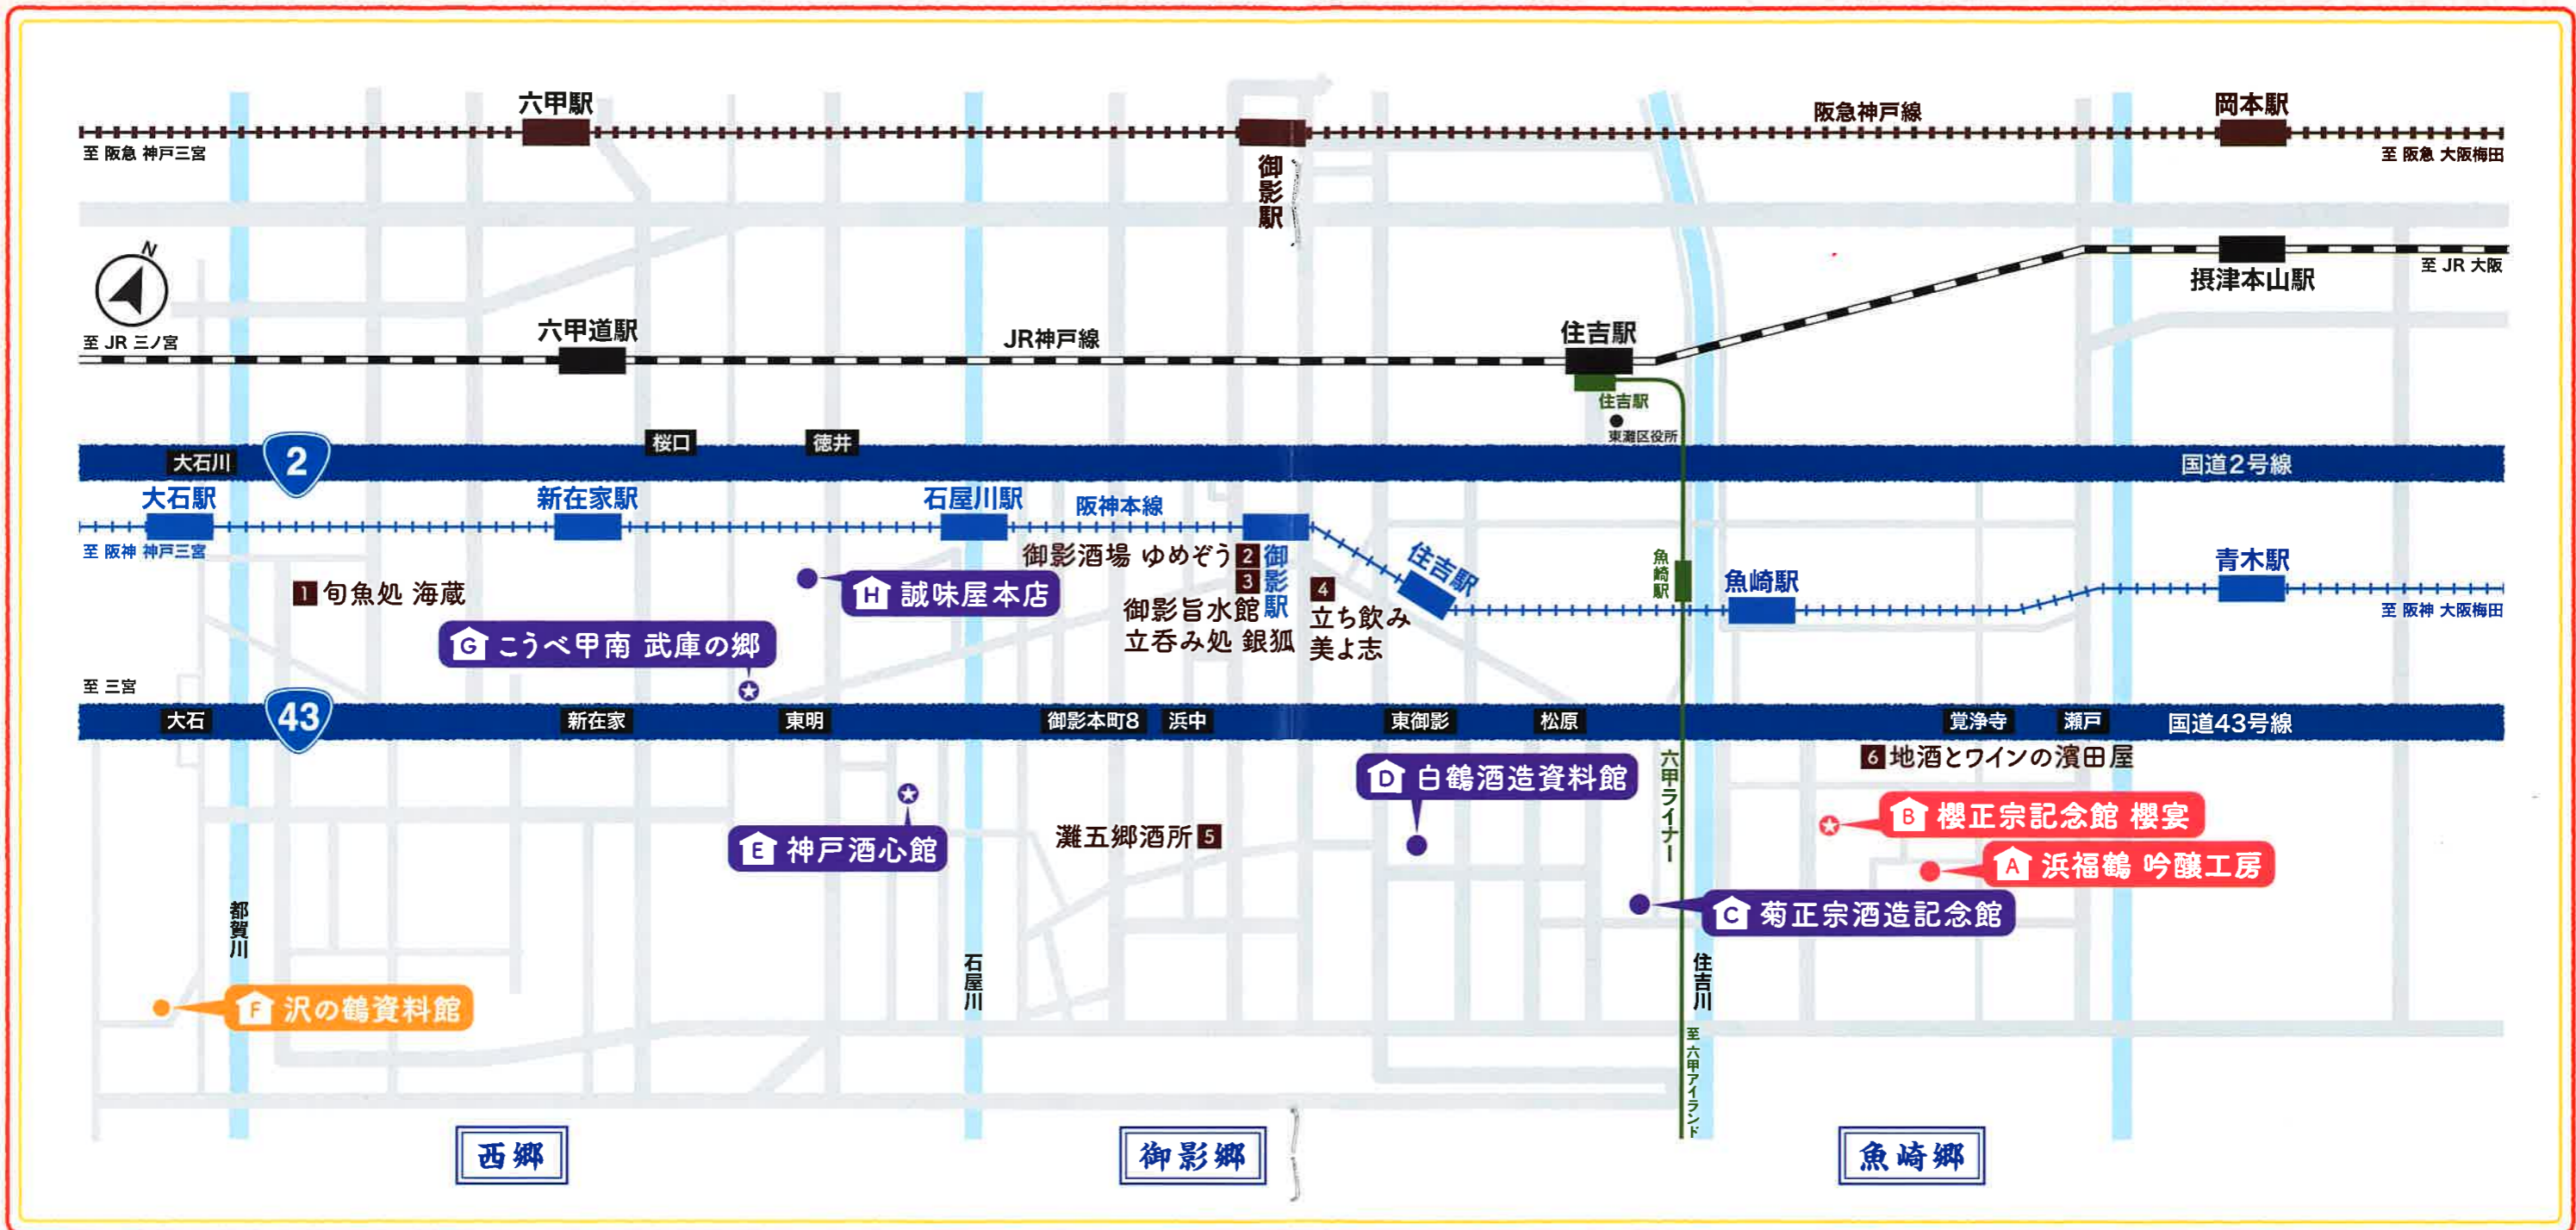 六甲駅
阪急神戸線
岡本駅
至 阪急 神戸三宮
御影駅
至 阪急 大阪梅田
N
至 JR 三ノ宮
六甲道駅
JR神戸線
住吉駅
摂津本山駅
至 JR 大阪
住吉駅
東灘区役所
大石川
2
桜口
徳井
国道2号線
大石駅
新在家駅
石屋川駅
阪神本線
至 阪神 神戸三宮
御影酒場 ゆめぞう 2
御影駅
3
御影旨水館
立呑み処 銀狐
4
立ち飲み
美よ志
住吉駅
魚崎駅
魚崎駅
青木駅
至 阪神 大阪梅田
1 旬魚処 海蔵
H 誠味屋本店
G こうべ甲南 武庫の郷
至 三宮
大石
43
新在家
東明
御影本町8
浜中
東御影
松原
覚浄寺
瀬戸
国道43号線
6 地酒とワインの濱田屋
D 白鶴酒造資料館
六甲ライナー
B 櫻正宗記念館 櫻宴
E 神戸酒心館
灘五郷酒所 5
A 浜福鶴 吟醸工房
C 菊正宗酒造記念館
都賀川
石屋川
住吉川
F 沢の鶴資料館
至 六甲アイランド
西郷
御影郷
魚崎郷